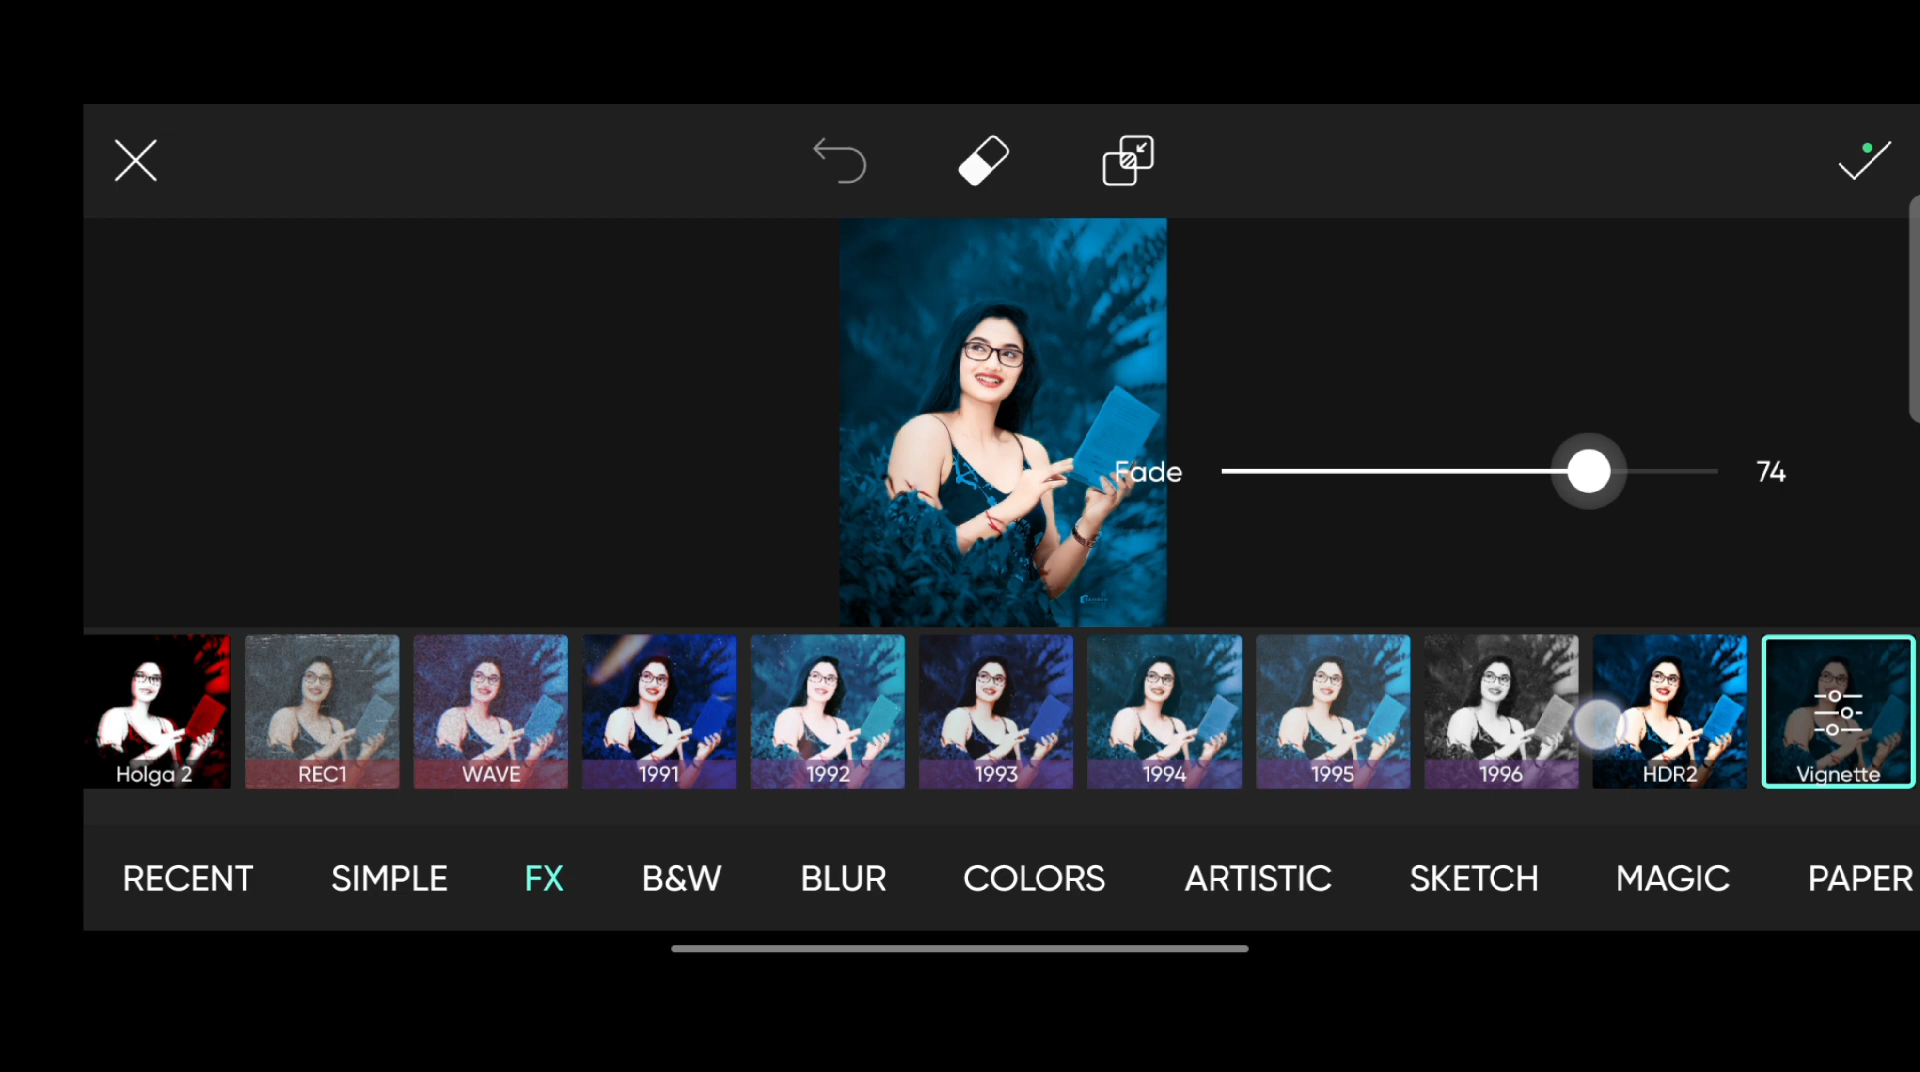 Fade 74
Holga 2 REC1 WAVE 1991 1992 1993 1994 1995 1996 HDR2 Vignette
RECENT SIMPLE FX B&W BLUR COLORS ARTISTIC SKETCH MAGIC PAPER